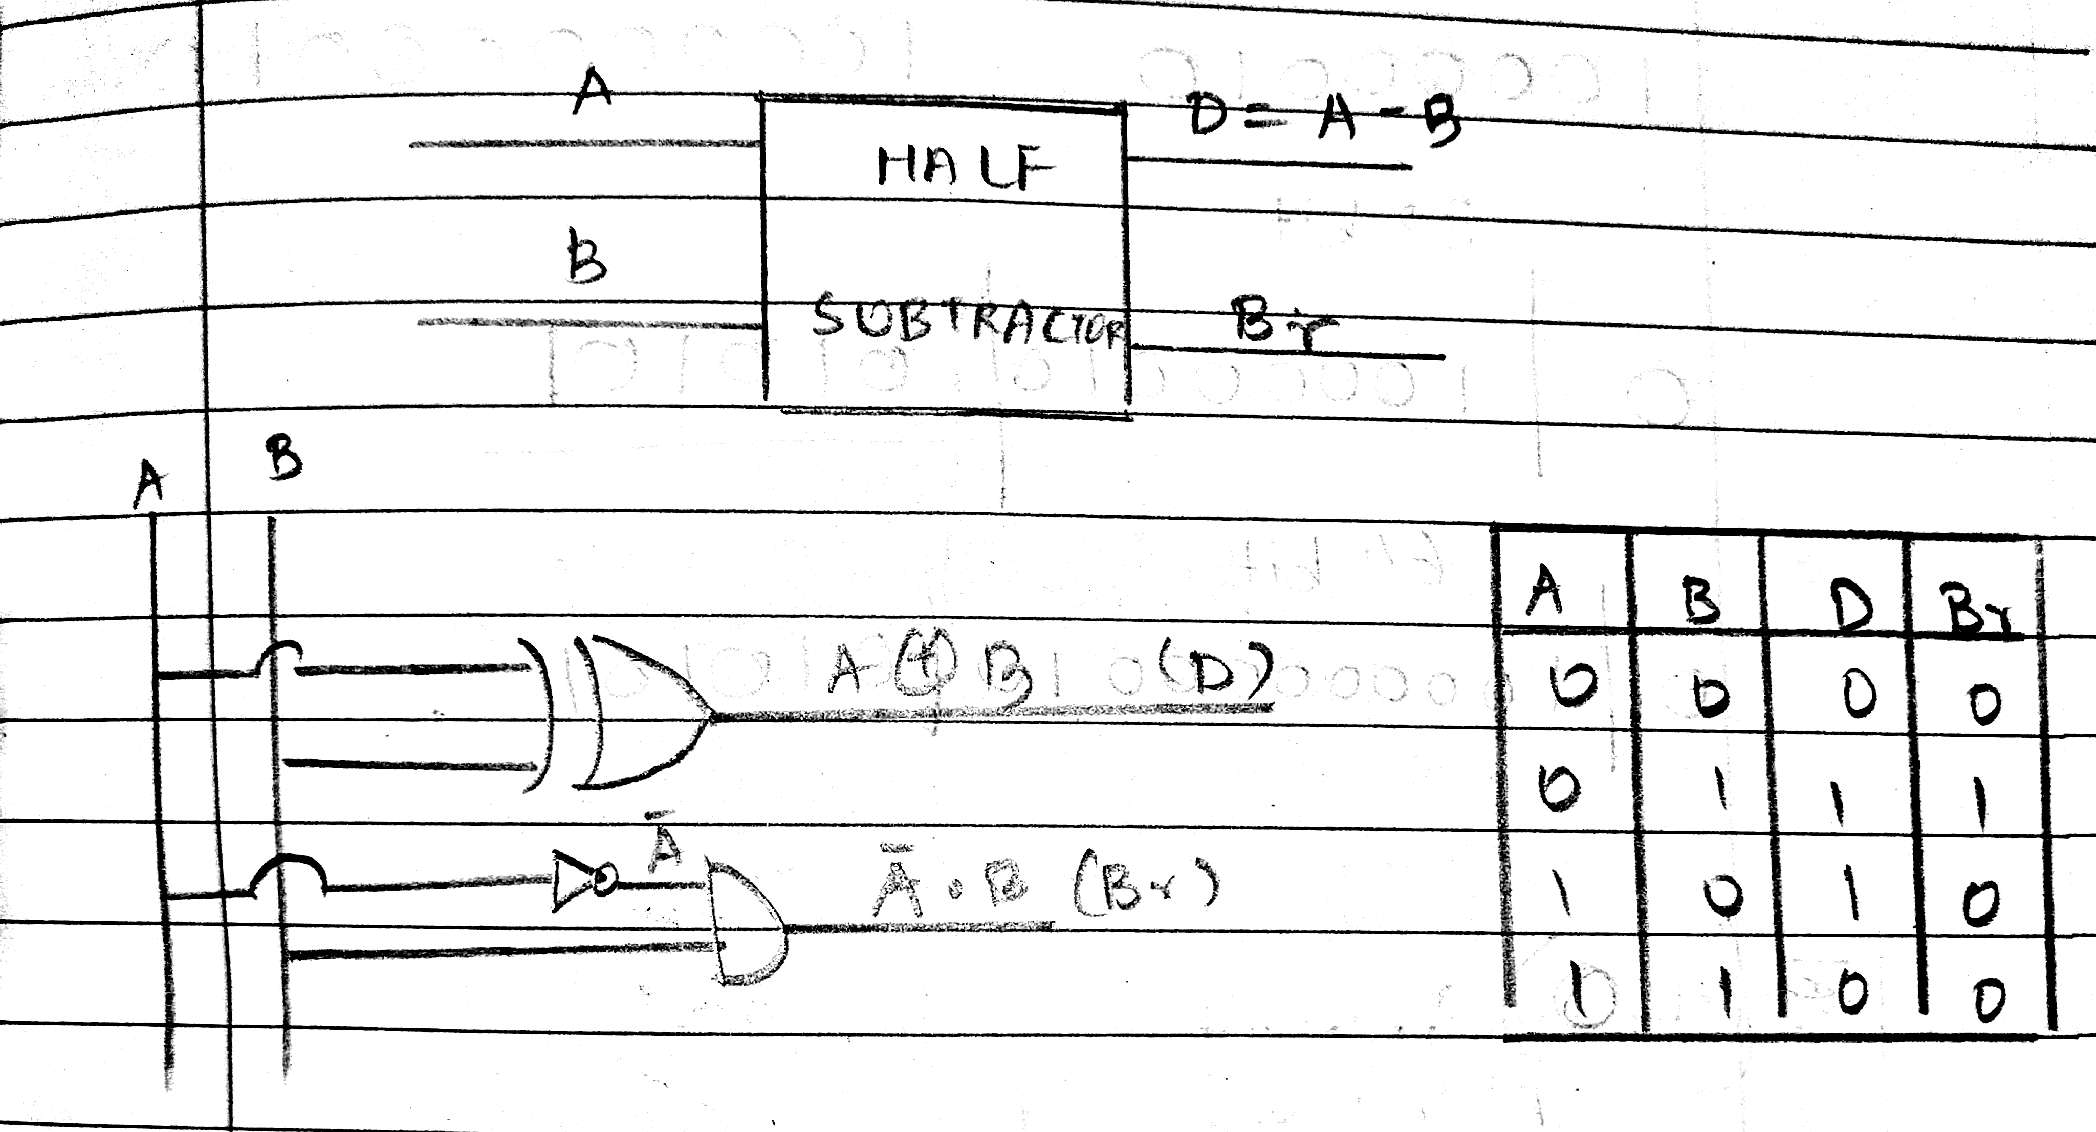 A
D = A - B
HALF
B
SUBTRACTOR
Br
A B
A ⊕ B (D)
Ā
Ā . B (Br)
A B D Br
0 0 0 0
0 1 1 1
1 0 1 0
1 1 0 0